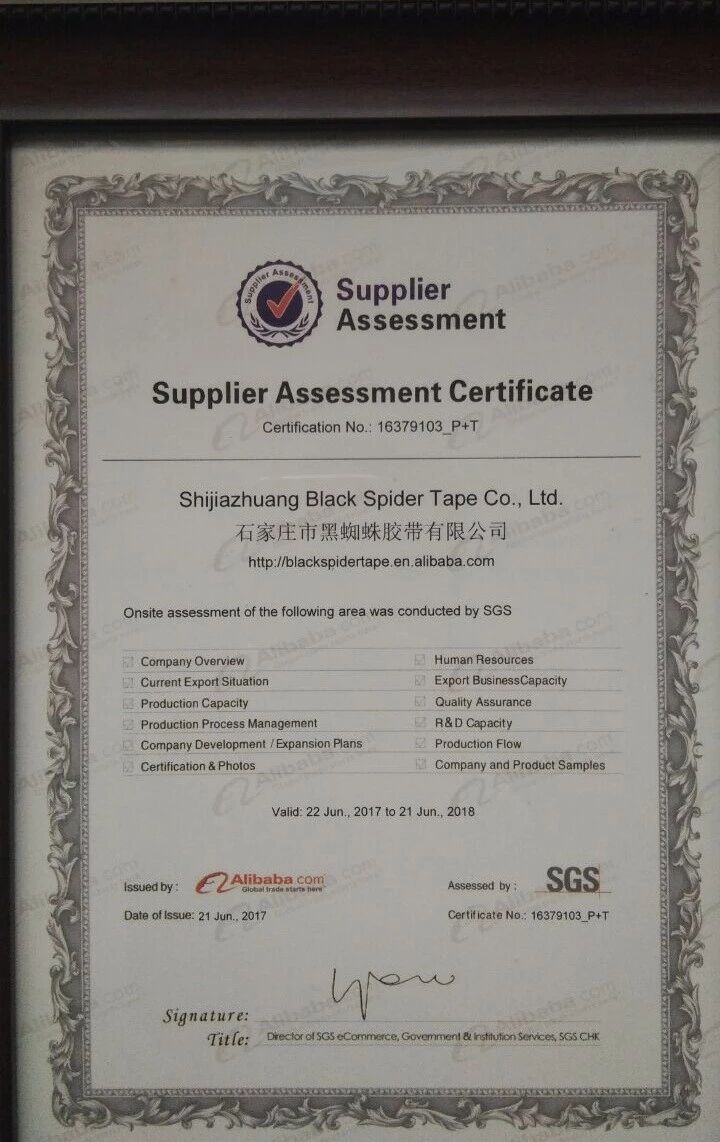 Supplier Assessment
Supplier
Assessment
Supplier Assessment Certificate
Certification No.: 16379103_P+T
Shijiazhuang Black Spider Tape Co., Ltd.
石家庄市黑蜘蛛胶带有限公司
http://blackspidertape.en.alibaba.com
Onsite assessment of the following area was conducted by SGS
Company Overview Human Resources
Current Export Situation Export BusinessCapacity
Production Capacity Quality Assurance
Production Process Management R&D Capacity
Company Development / Expansion Plans Production Flow
Certification & Photos Company and Product Samples
Valid: 22 Jun., 2017 to 21 Jun., 2018
Issued by : Alibaba.com Assessed by : SGS
Global trade starts here
Date of Issue: 21 Jun., 2017 Certificate No.: 16379103_P+T
Signature:
Title: Director of SGS eCommerce, Government & Institution Services, SGS CHK